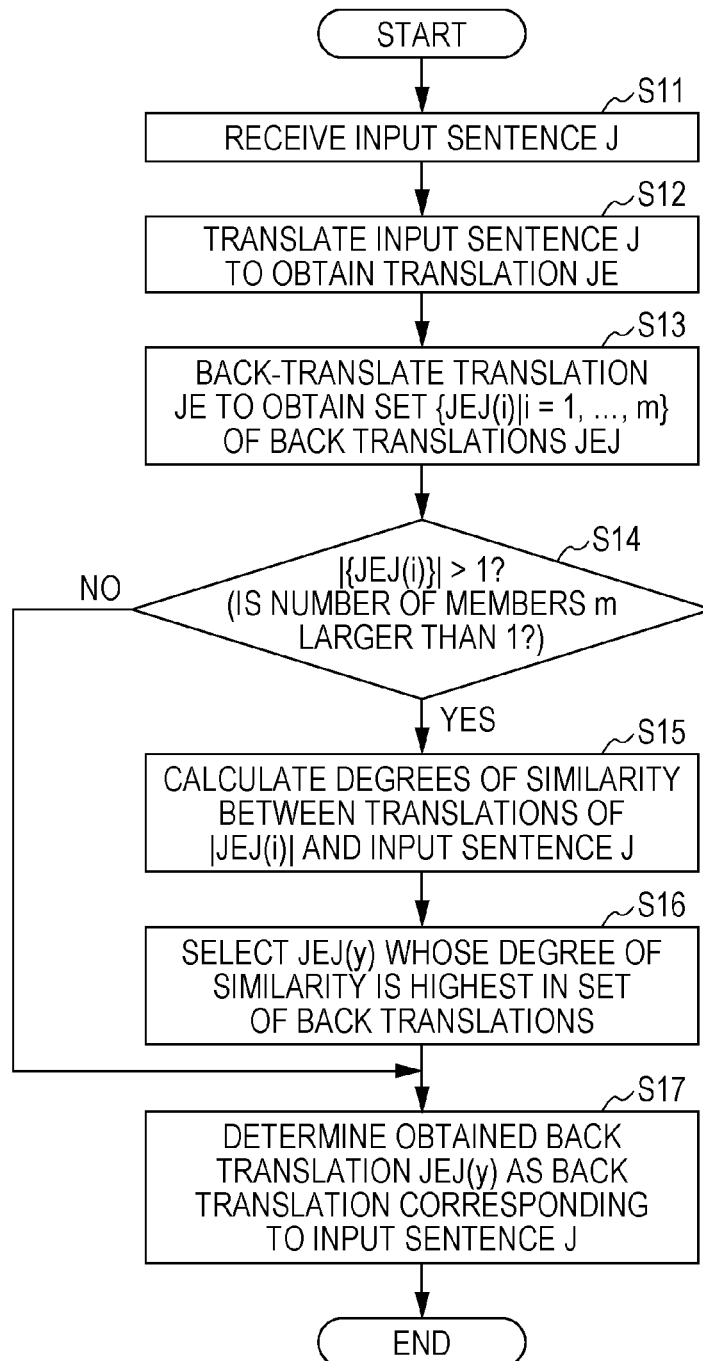 START
S11
RECEIVE INPUT SENTENCE J
S12
TRANSLATE INPUT SENTENCE J
TO OBTAIN TRANSLATION JE
S13
BACK-TRANSLATE TRANSLATION
JE TO OBTAIN SET {JEJ(i)|i = 1, ..., m}
OF BACK TRANSLATIONS JEJ
S14
|{JEJ(i)}| > 1?
(IS NUMBER OF MEMBERS m
LARGER THAN 1?)
NO
YES
S15
CALCULATE DEGREES OF SIMILARITY
BETWEEN TRANSLATIONS OF
|JEJ(i)| AND INPUT SENTENCE J
S16
SELECT JEJ(y) WHOSE DEGREE OF
SIMILARITY IS HIGHEST IN SET
OF BACK TRANSLATIONS
S17
DETERMINE OBTAINED BACK
TRANSLATION JEJ(y) AS BACK
TRANSLATION CORRESPONDING
TO INPUT SENTENCE J
END